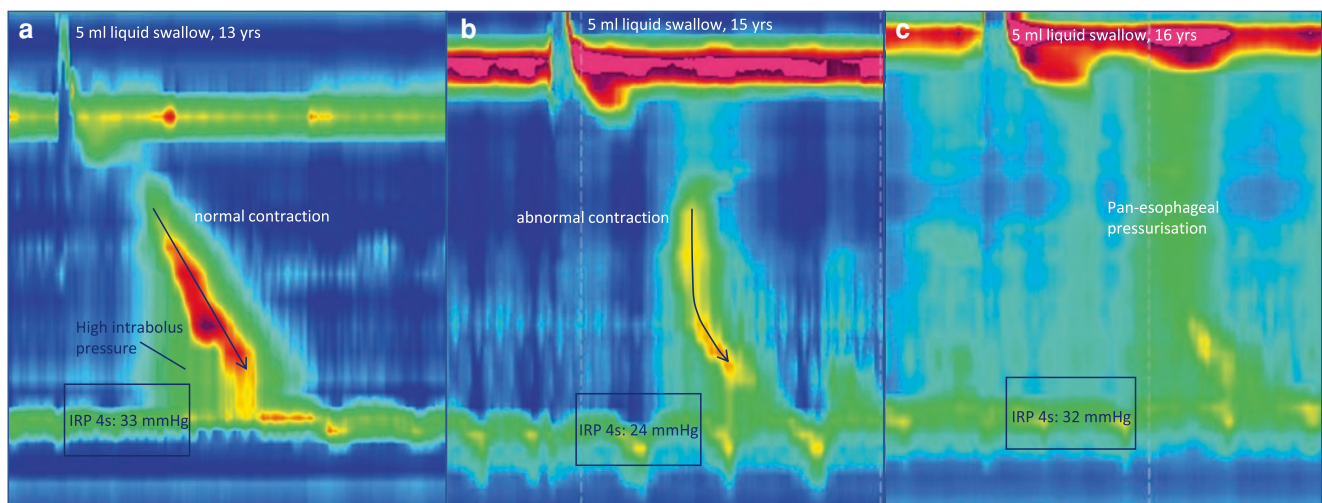 a
5 ml liquid swallow, 13 yrs
normal contraction
High intrabolus
pressure
IRP 4s: 33 mmHg
b
5 ml liquid swallow, 15 yrs
abnormal contraction
IRP 4s: 24 mmHg
c
5 ml liquid swallow, 16 yrs
Pan-esophageal
pressurisation
IRP 4s: 32 mmHg